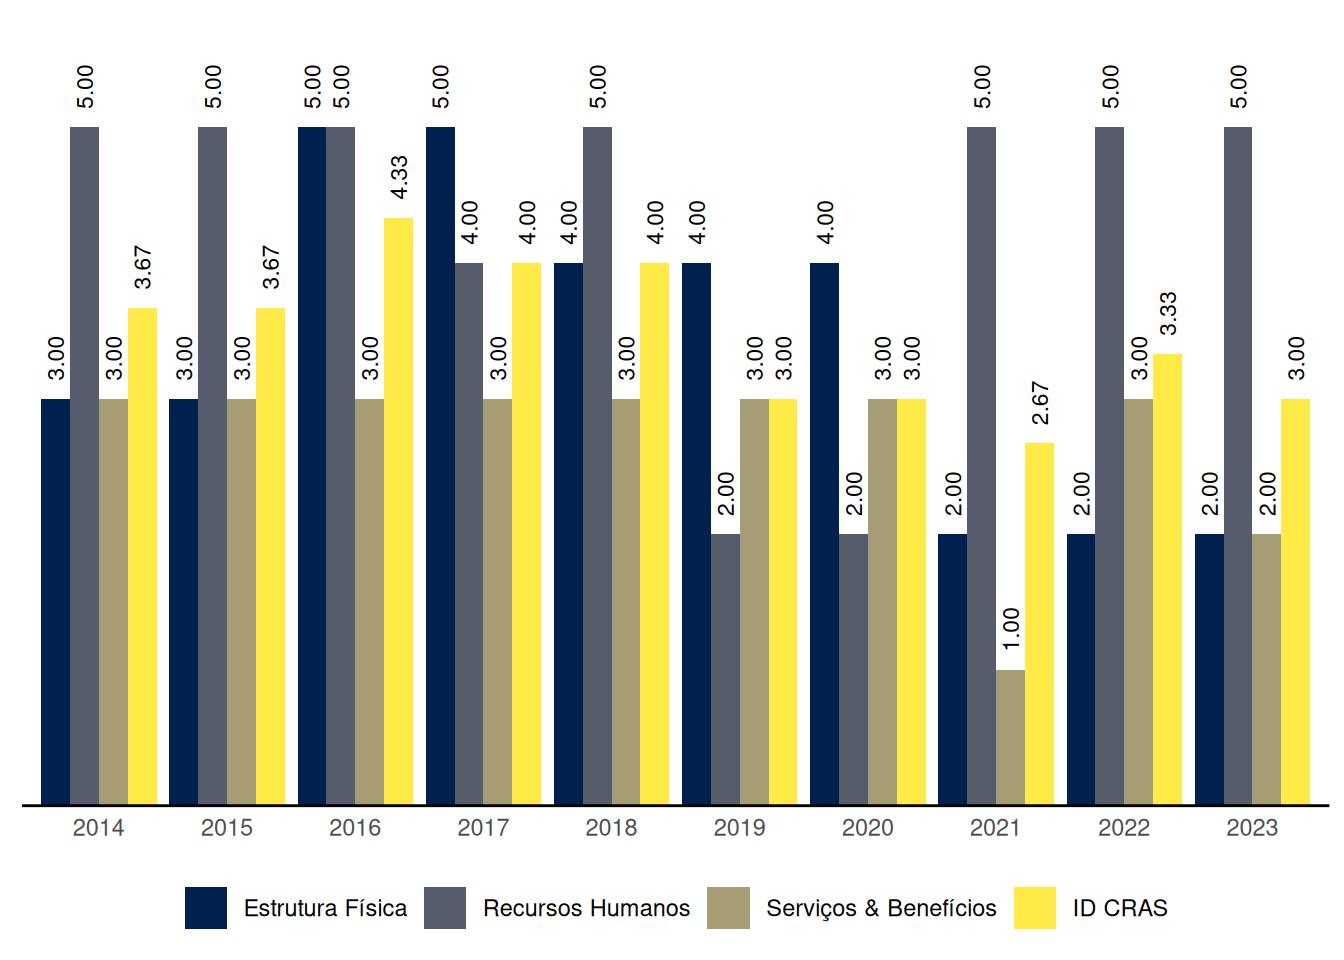 5.00 5.00 5.00 5.00 5.00 5.00 5.00 5.00 5.00
4.33
4.00 4.00 4.00 4.00 4.00 4.00
3.67 3.67
3.33
3.00 3.00 3.00 3.00 3.00 3.00 3.00 3.00 3.00 3.00 3.00 3.00 3.00
2.67
2.00 2.00 2.00 2.00 2.00 2.00
1.00
2014 2015 2016 2017 2018 2019 2020 2021 2022 2023
Estrutura Física Recursos Humanos Serviços & Benefícios ID CRAS